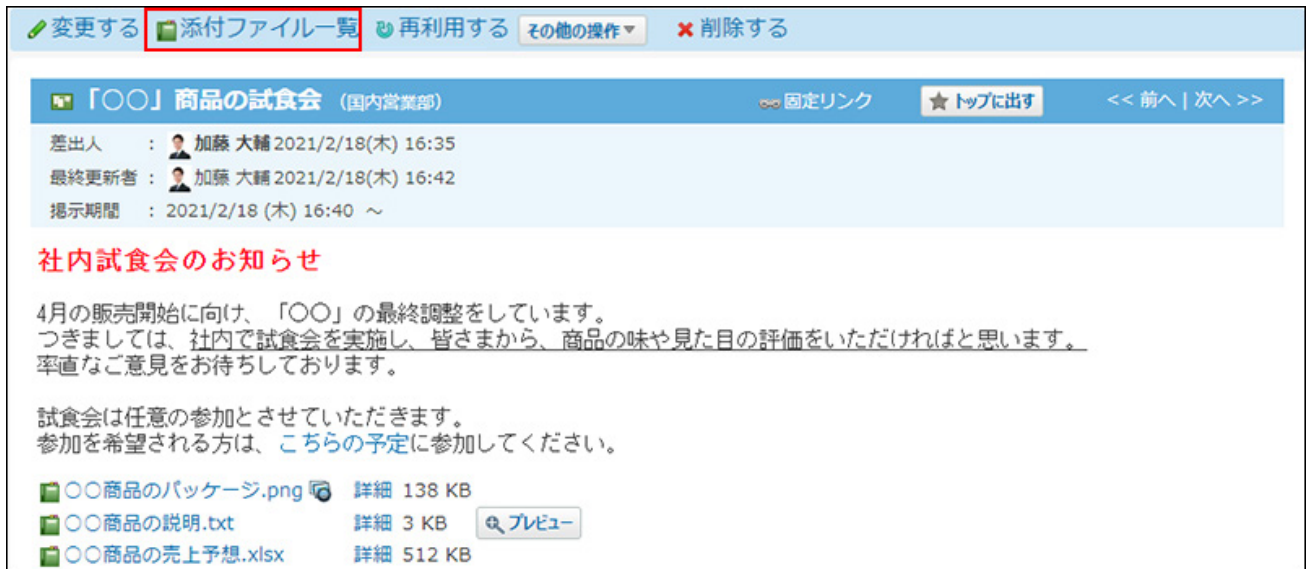 変更する 添付ファイル一覧 再利用する その他の操作▼ 削除する
「〇〇」商品の試食会 (国内営業部) 固定リンク トップに出す << 前へ | 次へ >>
差出人 : 加藤 大輔 2021/2/18(木) 16:35
最終更新者 : 加藤 大輔 2021/2/18(木) 16:42
掲示期間 : 2021/2/18 (木) 16:40 ～
社内試食会のお知らせ
4月の販売開始に向け、「〇〇」の最終調整をしています。
つきましては、社内で試食会を実施し、皆さまから、商品の味や見た目の評価をいただければと思います。
率直なご意見をお待ちしております。
試食会は任意の参加とさせていただきます。
参加を希望される方は、こちらの予定に参加してください。
〇〇商品のパッケージ.png 詳細 138 KB
〇〇商品の説明.txt 詳細 3 KB プレビュー
〇〇商品の売上予想.xlsx 詳細 512 KB